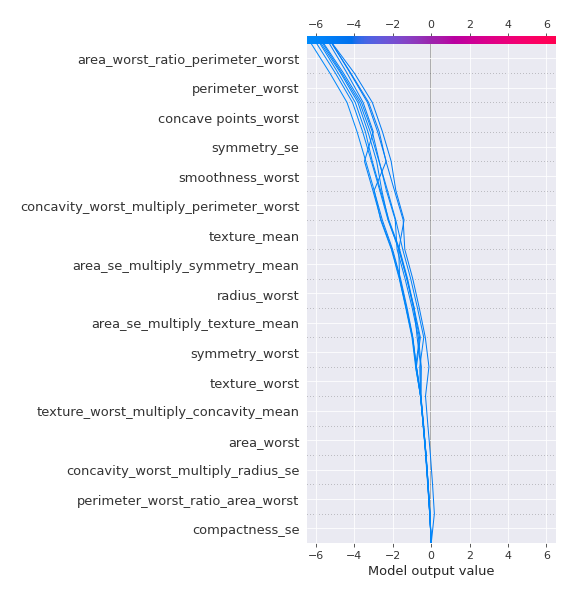 −6 −4 −2 0 2 4 6
area_worst_ratio_perimeter_worst
perimeter_worst
concave points_worst
symmetry_se
smoothness_worst
concavity_worst_multiply_perimeter_worst
texture_mean
area_se_multiply_symmetry_mean
radius_worst
area_se_multiply_texture_mean
symmetry_worst
texture_worst
texture_worst_multiply_concavity_mean
area_worst
concavity_worst_multiply_radius_se
perimeter_worst_ratio_area_worst
compactness_se
−6 −4 −2 0 2 4 6
Model output value